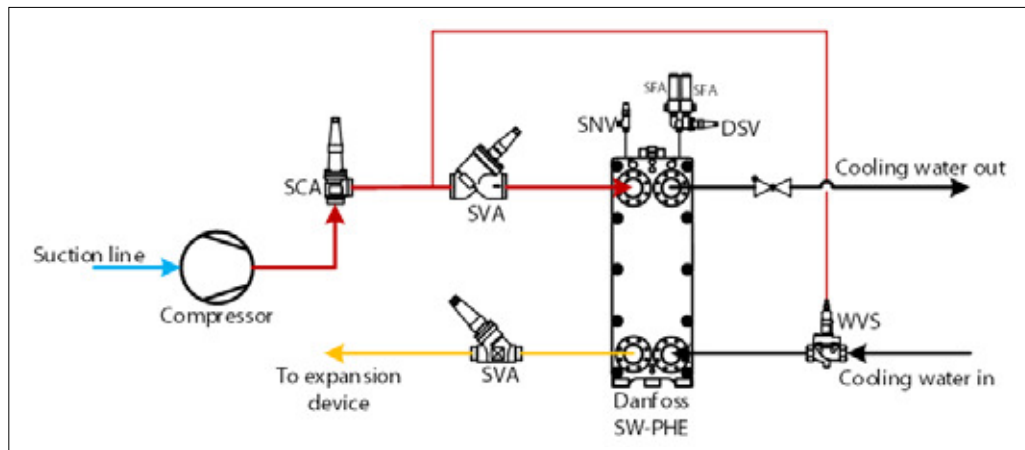 SFA SFA
SNV
DSV
Cooling water out
SCA
SVA
Suction line
Compressor
WVS
To expansion
device
SVA
Cooling water in
Danfoss
SW-PHE